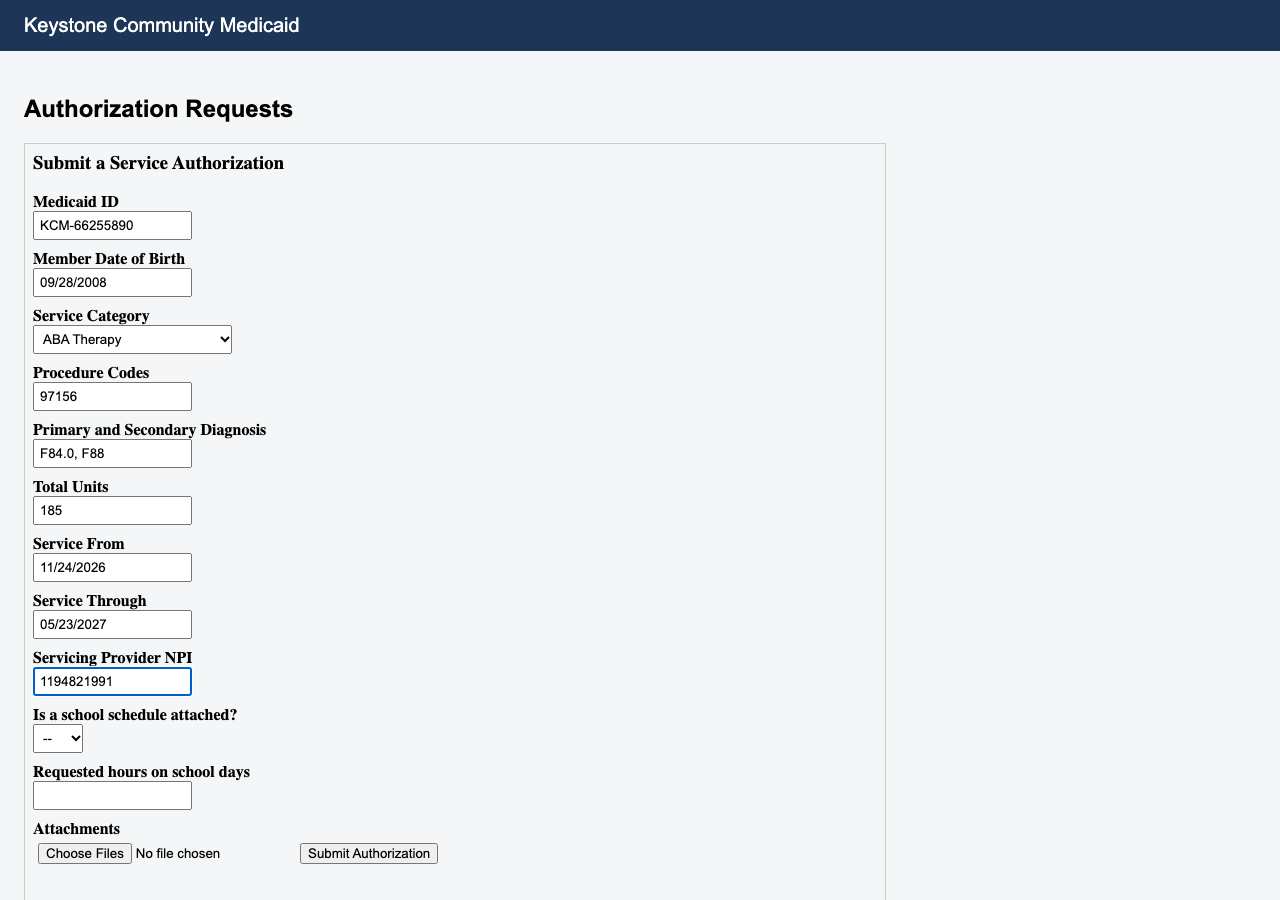 Keystone Community Medicaid
Authorization Requests
Submit a Service Authorization
Medicaid ID
KCM-66255890
Member Date of Birth
09/28/2008
Service Category
ABA Therapy
Procedure Codes
97156
Primary and Secondary Diagnosis
F84.0, F88
Total Units
185
Service From
11/24/2026
Service Through
05/23/2027
Servicing Provider NPI
1194821991
Is a school schedule attached?
--
Requested hours on school days
Attachments
Choose Files No file chosen Submit Authorization